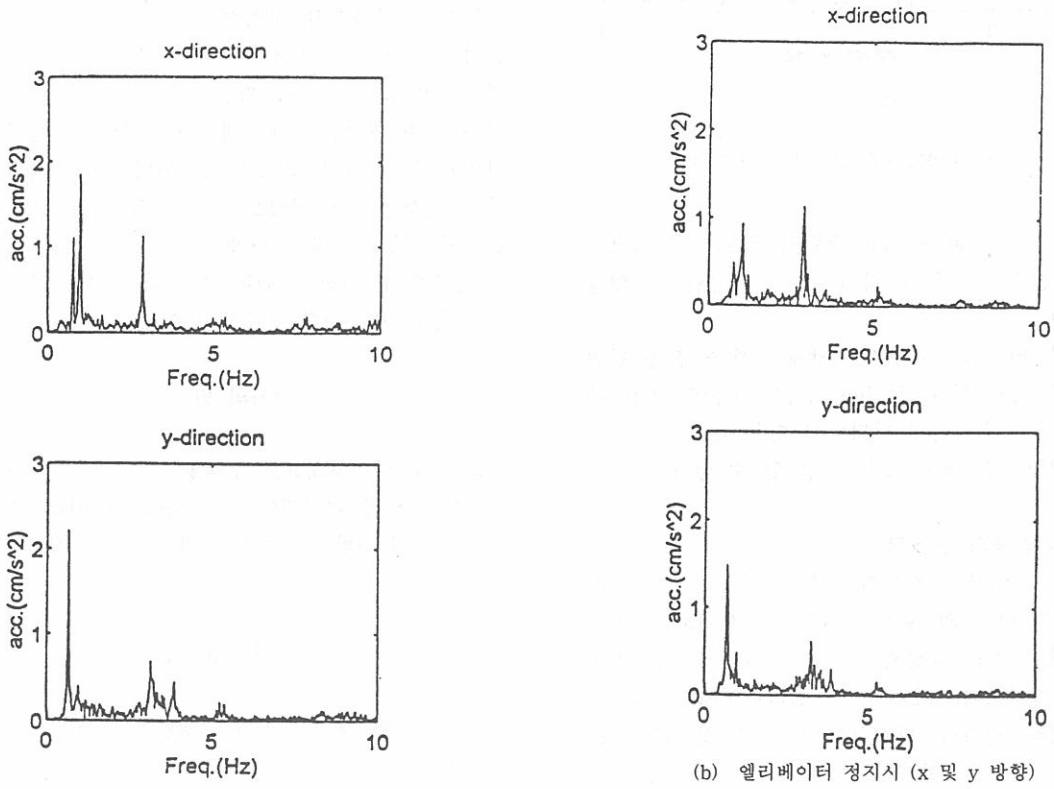 x-direction
3
2
1
0
acc.(cm/s^2)
0 5 10
Freq.(Hz)
y-direction
3
2
1
0
acc.(cm/s^2)
0 5 10
Freq.(Hz)
x-direction
3
2
1
0
acc.(cm/s^2)
0 5 10
Freq.(Hz)
y-direction
3
2
1
0
acc.(cm/s^2)
0 5 10
Freq.(Hz)
(b) 엘리베이터 정지시 (x 및 y 방향)